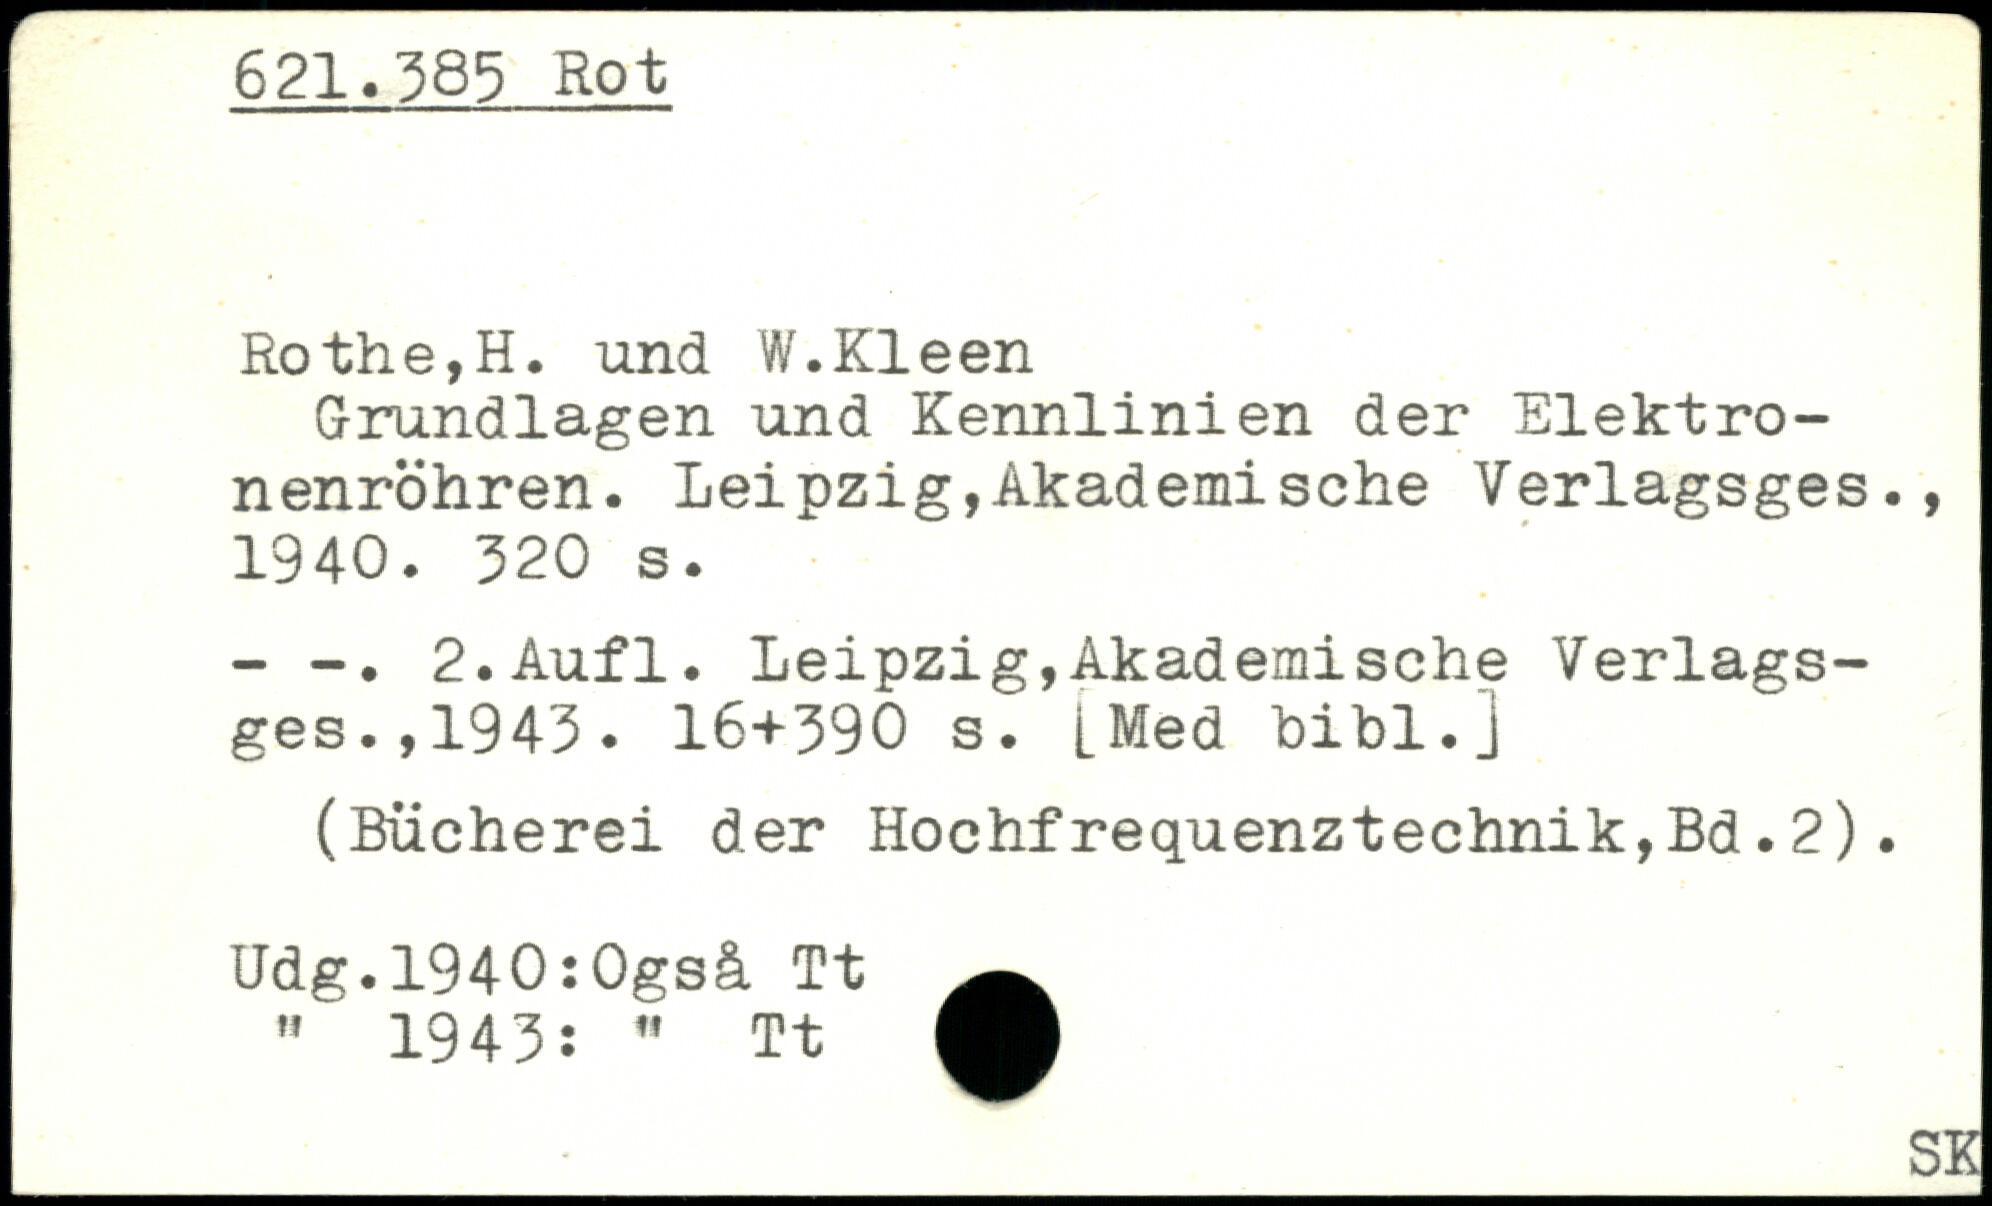 621.385 Rot
Rothe,H. und W.Kleen
Grundlagen und Kennlinien der Elektro-
nenröhren. Leipzig,Akademische Verlagsges.,
1940. 320 s.
- -. 2.Aufl. Leipzig,Akademische Verlags-
ges.,1943. 16+390 s. [Med bibl.]
(Bücherei der Hochfrequenztechnik,Bd.2).
Udg.1940:Også Tt
" 1943: " Tt
SK